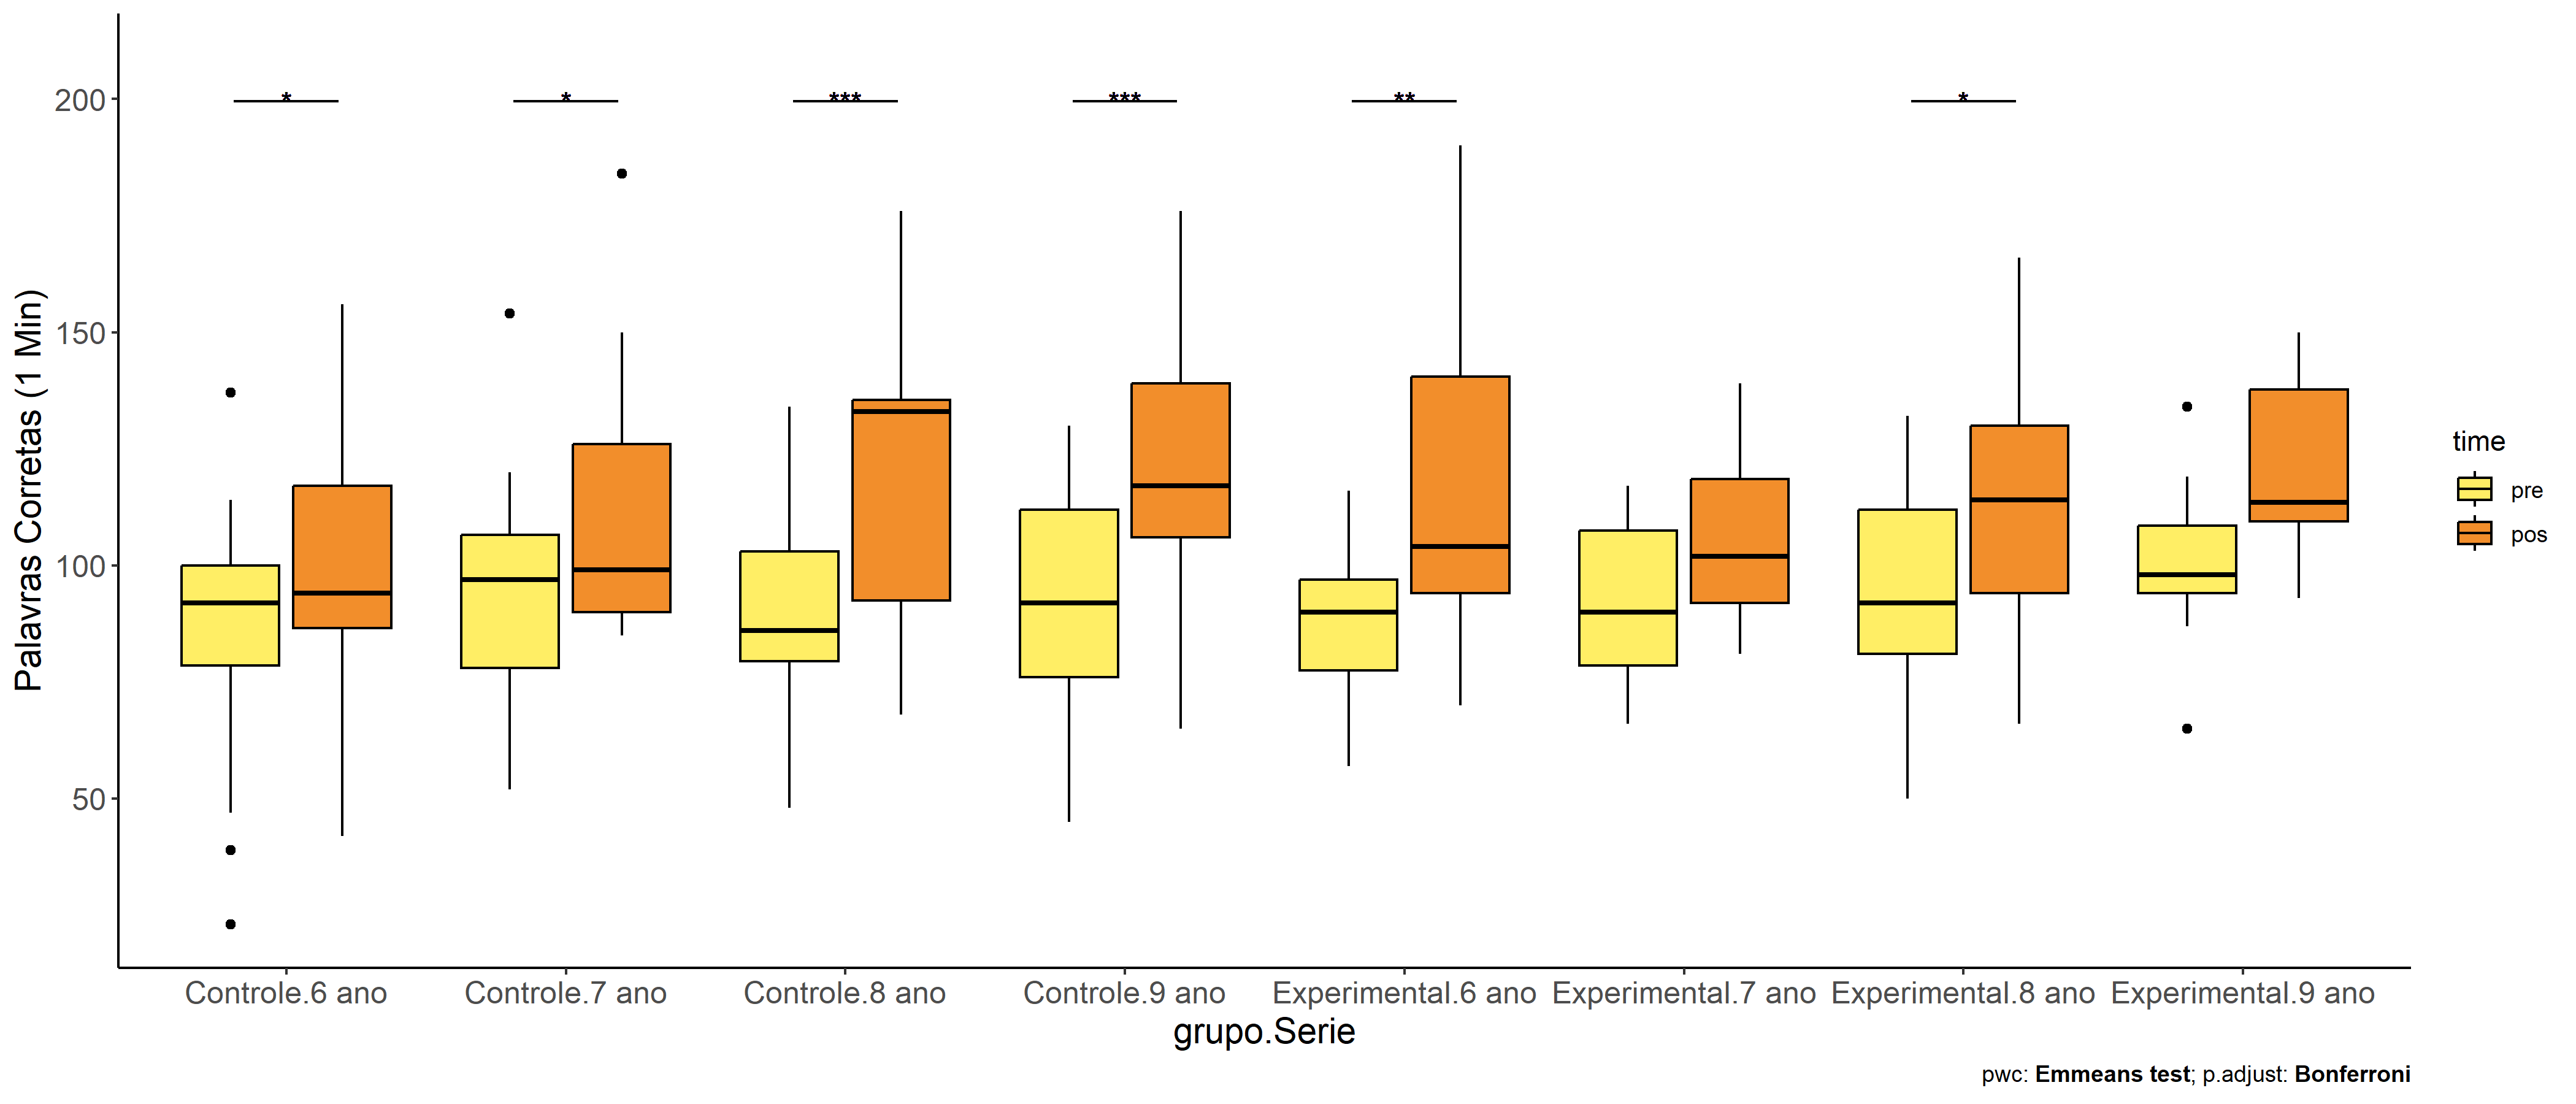 * * *** *** ** *
200
150
100
50
Palavras Corretas (1 Min)
time
pre
pos
Controle.6 ano Controle.7 ano Controle.8 ano Controle.9 ano Experimental.6 ano Experimental.7 ano Experimental.8 ano Experimental.9 ano
grupo.Serie
pwc: Emmeans test; p.adjust: Bonferroni